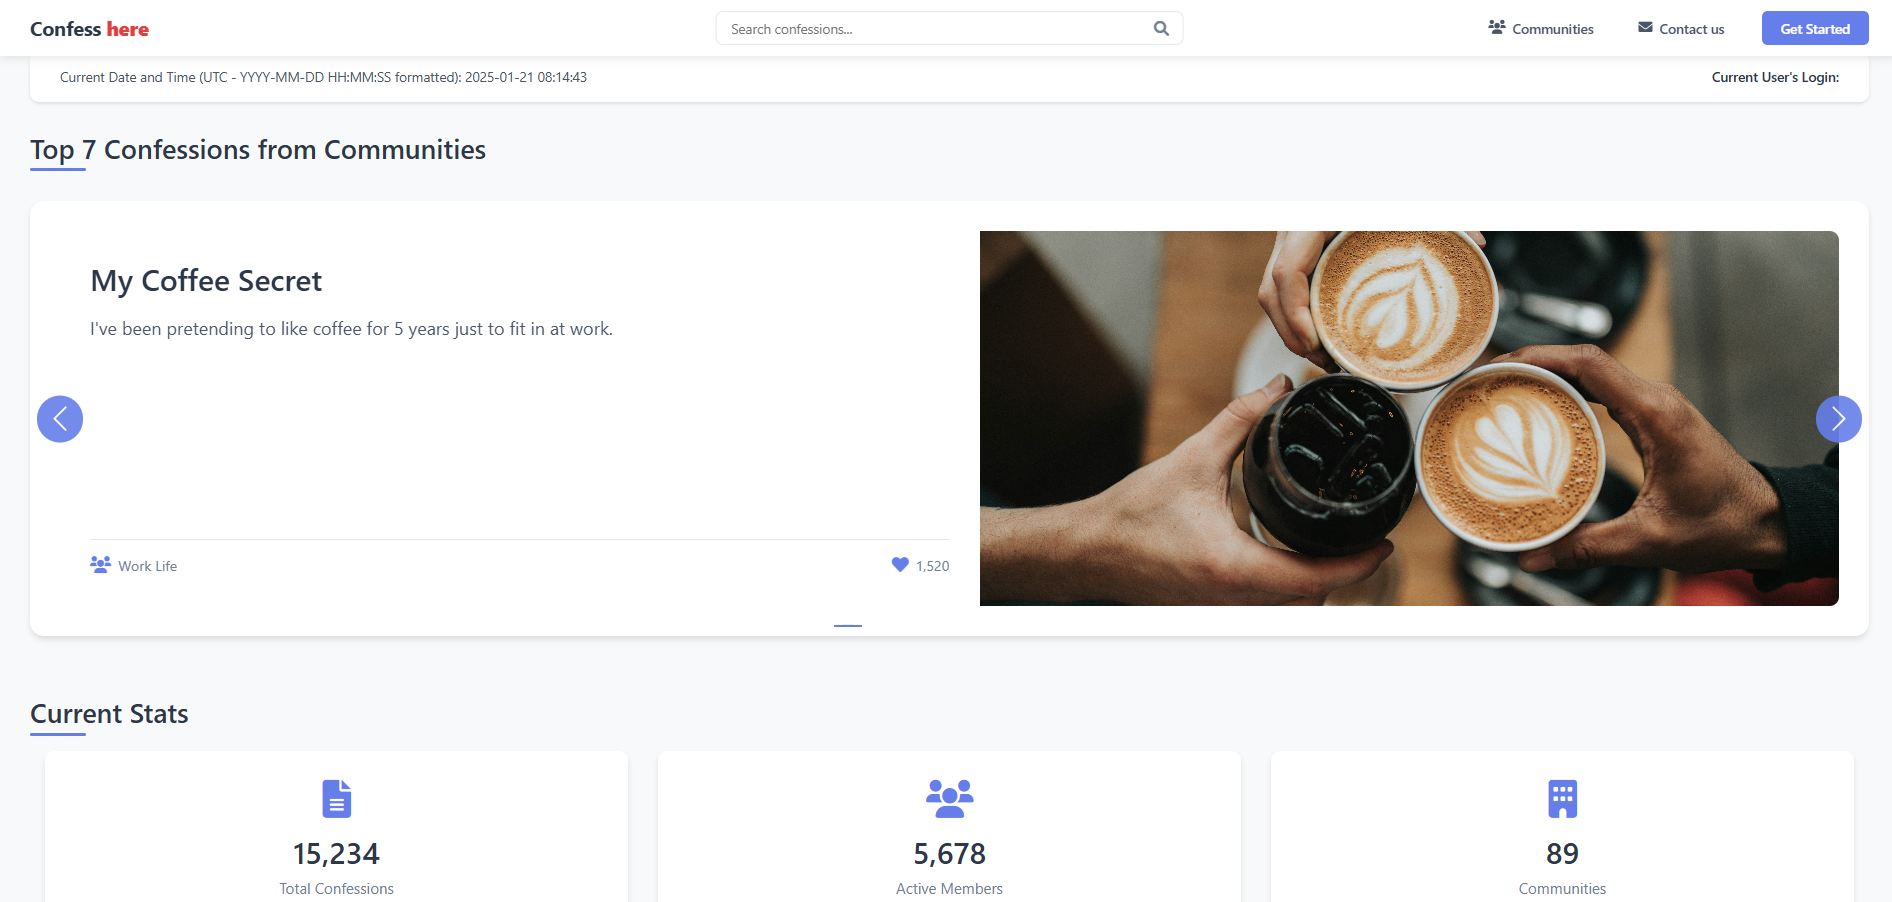 Confess here
Search confessions...
Communities
Contact us
Get Started
Current Date and Time (UTC - YYYY-MM-DD HH:MM:SS formatted): 2025-01-21 08:14:43
Current User's Login:
Top 7 Confessions from Communities
My Coffee Secret
I've been pretending to like coffee for 5 years just to fit in at work.
Work Life
1,520
Current Stats
15,234
Total Confessions
5,678
Active Members
89
Communities